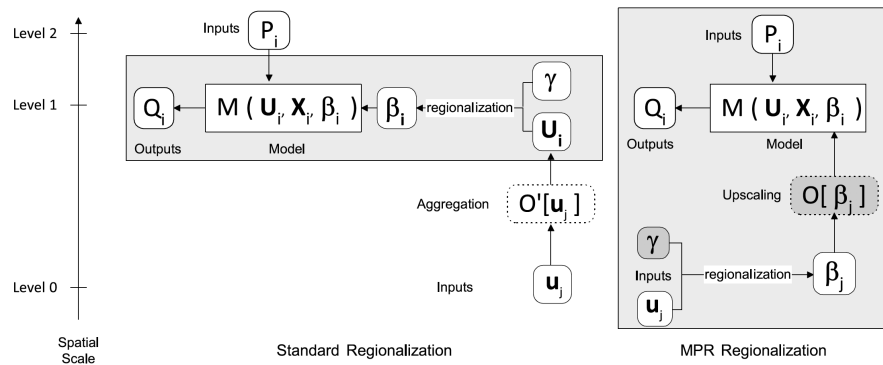 Level 2
Level 1
Level 0
Spatial
Scale
Inputs
P_i
Q_i
M ( U_i, X_i, β_i )
β_i
regionalization
γ
U_i
Outputs
Model
Aggregation
O'[u_j ]
Inputs
u_j
Standard Regionalization
Inputs
P_i
Q_i
M ( U_i, X_i, β_i )
Outputs
Model
Upscaling
O[ β_j ]
γ
Inputs
regionalization
β_j
u_j
MPR Regionalization